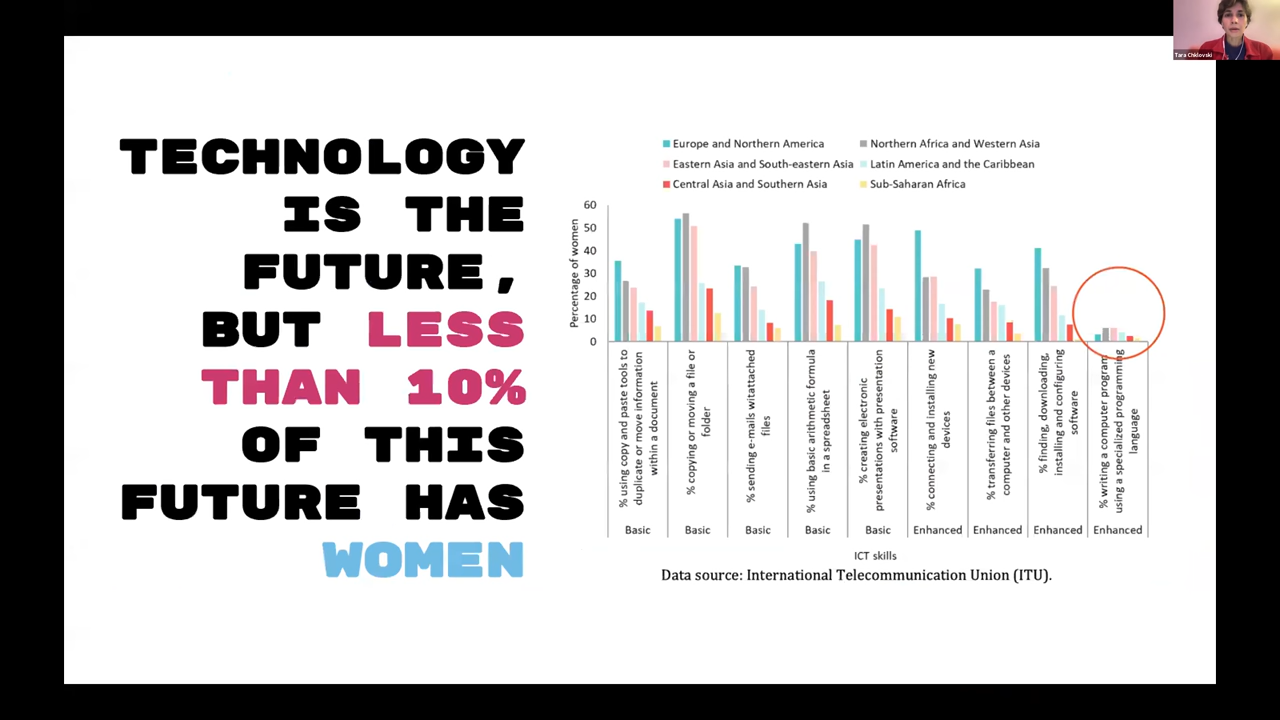 Tara Chklovski
TECHNOLOGY
IS THE
FUTURE,
BUT LESS
THAN 10%
OF THIS
FUTURE HAS
WOMEN
Europe and Northern America
Northern Africa and Western Asia
Eastern Asia and South-eastern Asia
Latin America and the Caribbean
Central Asia and Southern Asia
Sub-Saharan Africa
Percentage of women
60
50
40
30
20
10
0
% using copy and paste tools to
duplicate or move information
within a document
% copying or moving a file or
folder
% sending e-mails witattached
files
% using basic arithmetic formula
in a spreadsheet
% creating electronic
presentations with presentation
software
% connecting and installing new
devices
% transferring files between a
computer and other devices
% finding, downloading,
installing and configuring
software
% writing a computer program
using a specialized programming
language
Basic
Basic
Basic
Basic
Basic
Enhanced
Enhanced
Enhanced
Enhanced
ICT skills
Data source: International Telecommunication Union (ITU).